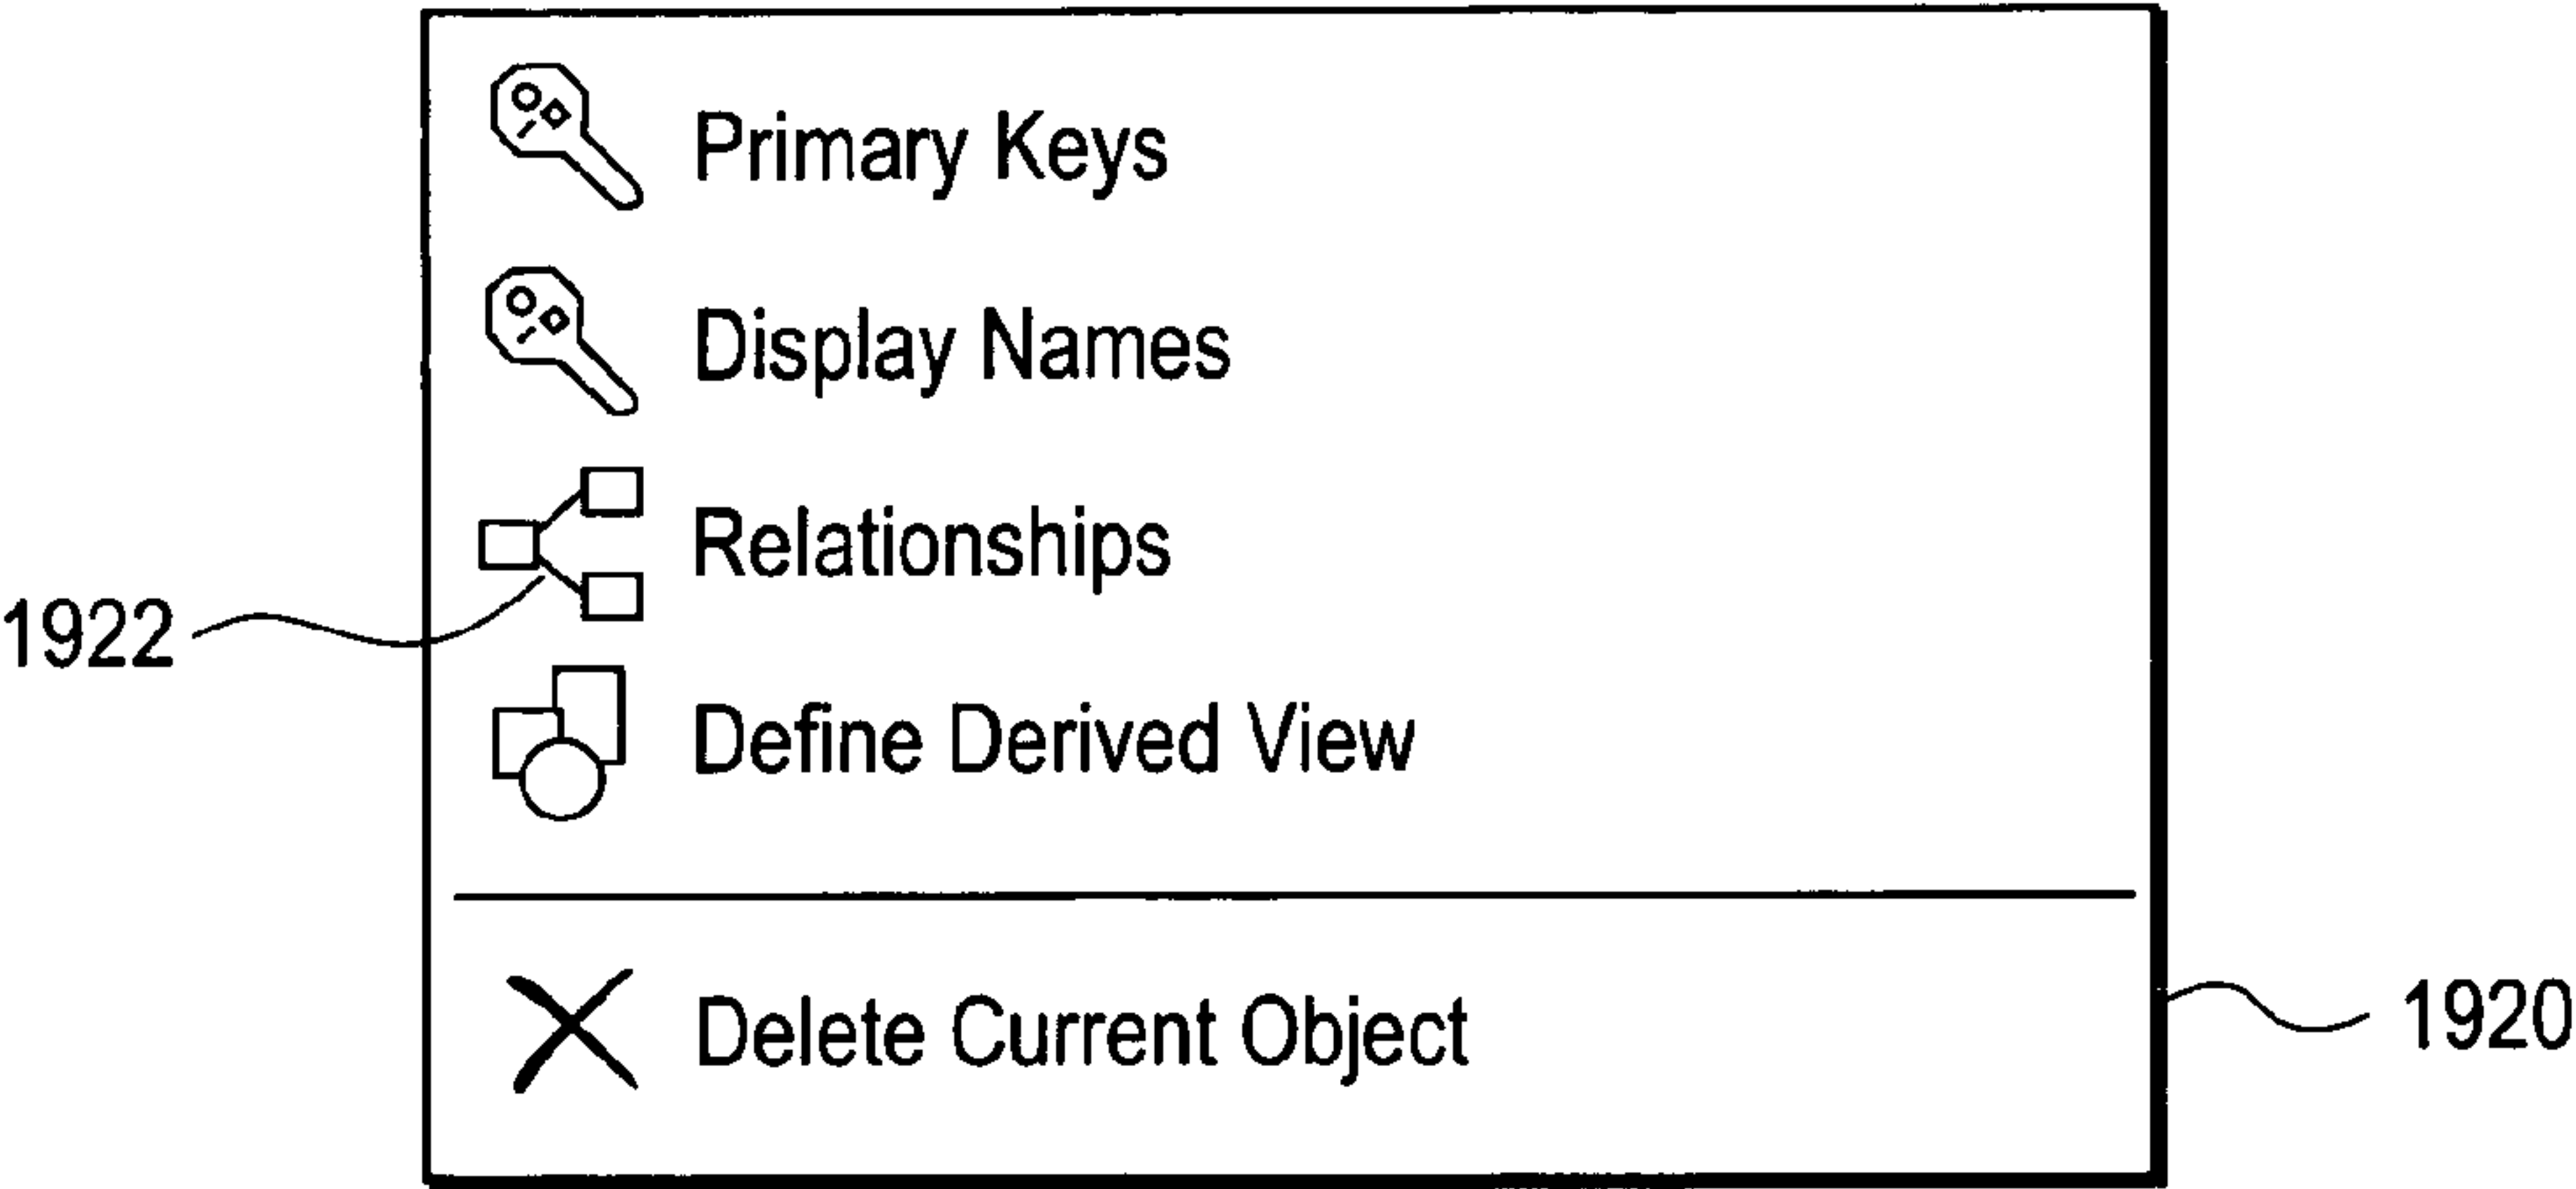 Primary Keys
Display Names
Relationships
1922
Define Derived View
Delete Current Object
1920